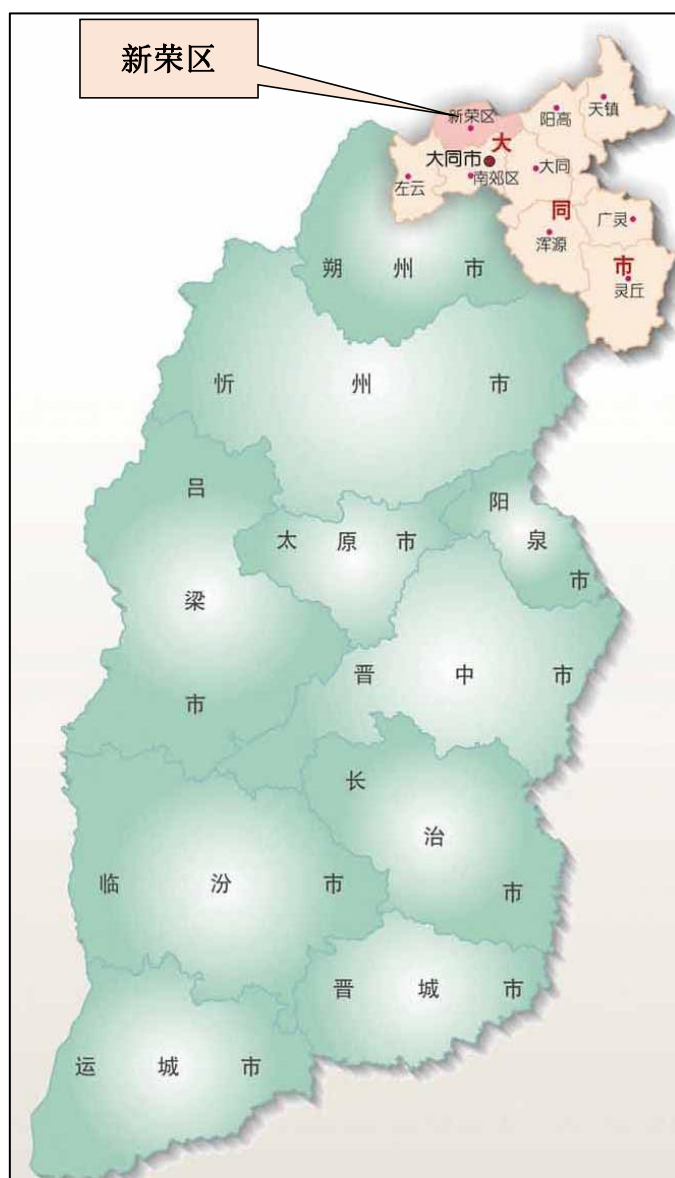 新荣区
天镇
阳高
新荣区
大
大同市
南郊区
大同
左云
同
广灵
浑源
市
灵丘
朔州市
忻州市
吕梁市
太原市
阳泉市
晋中市
长治市
临汾市
晋城市
运城市